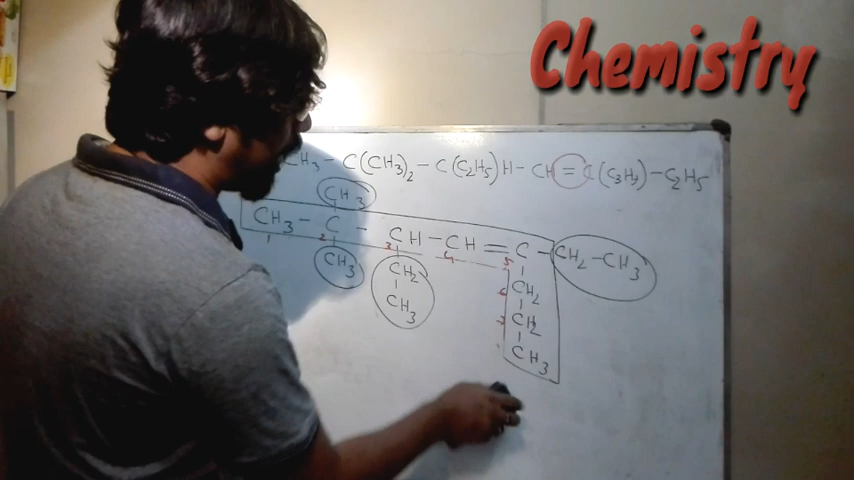 Chemistry
CH3 - C(CH3)2 - C(C2H5)H - CH = C(C3H7) - C2H5
CH3
CH3 - C - CH - CH = C - CH2 - CH3
1 2 3 4 5
CH3 CH2 CH2
CH3 CH2
CH3